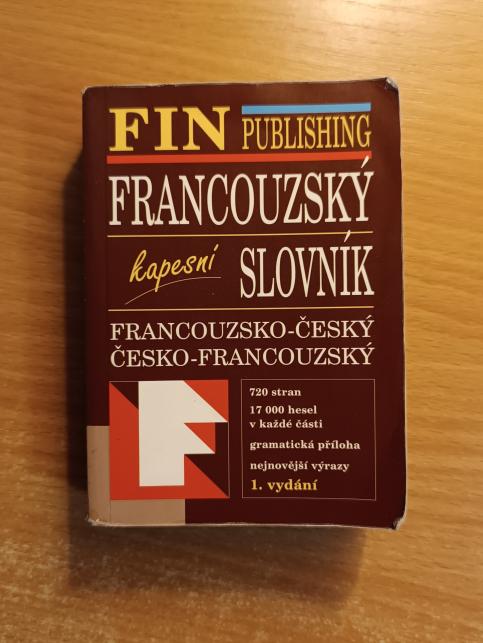 FIN PUBLISHING
FRANCOUZSKÝ
kapesní SLOVNÍK
FRANCOUZSKO-ČESKÝ
ČESKO-FRANCOUZSKÝ
720 stran
17 000 hesel
v každé části
gramatická příloha
nejnovější výrazy
1. vydání